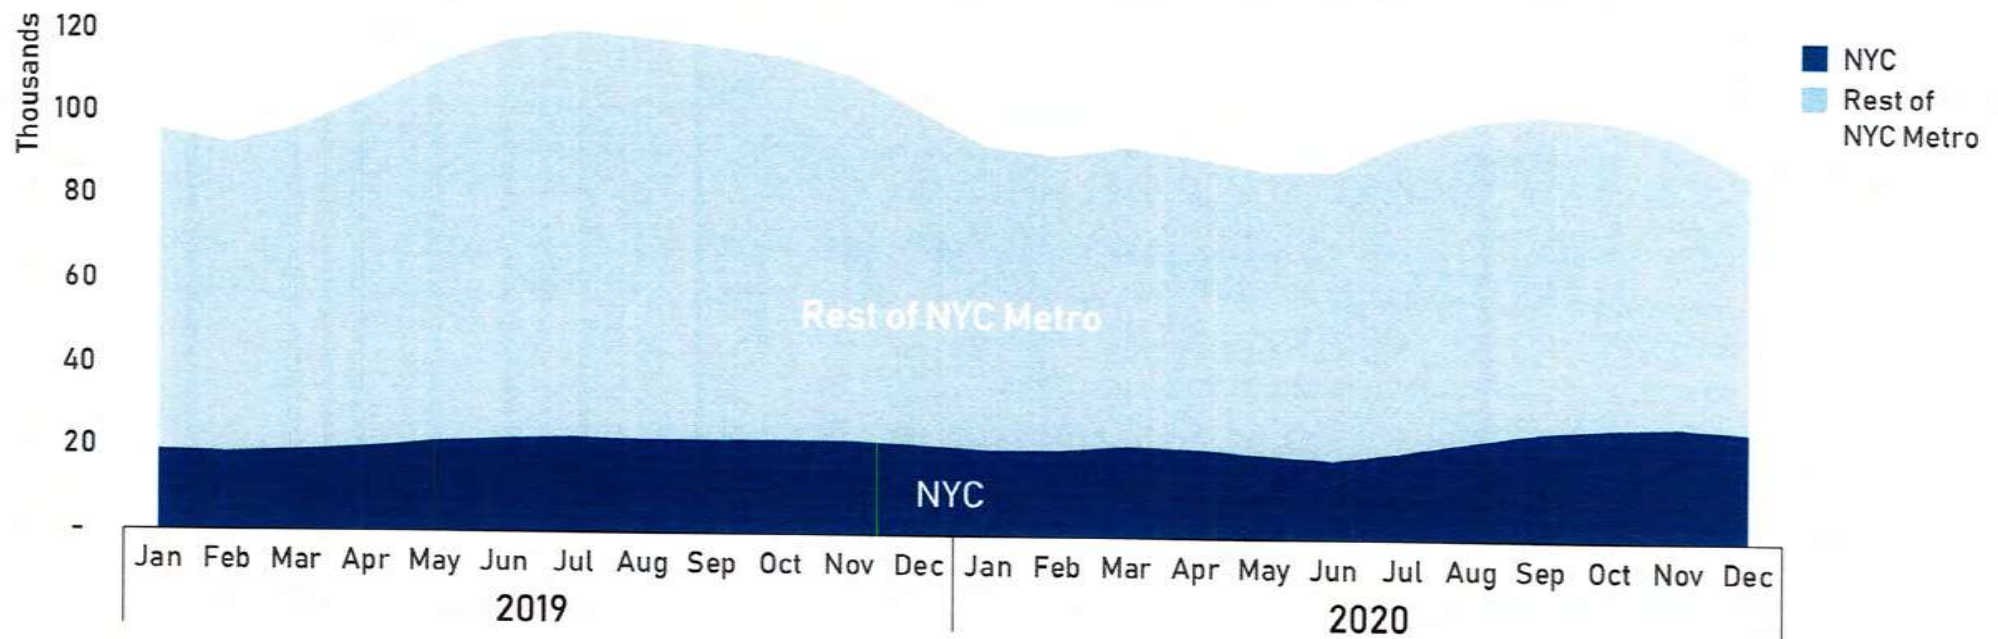 Thousands
120
100
80
60
40
20
-
NYC
Rest of
NYC Metro
Rest of NYC Metro
NYC
Jan Feb Mar Apr May Jun Jul Aug Sep Oct Nov Dec Jan Feb Mar Apr May Jun Jul Aug Sep Oct Nov Dec
2019 2020